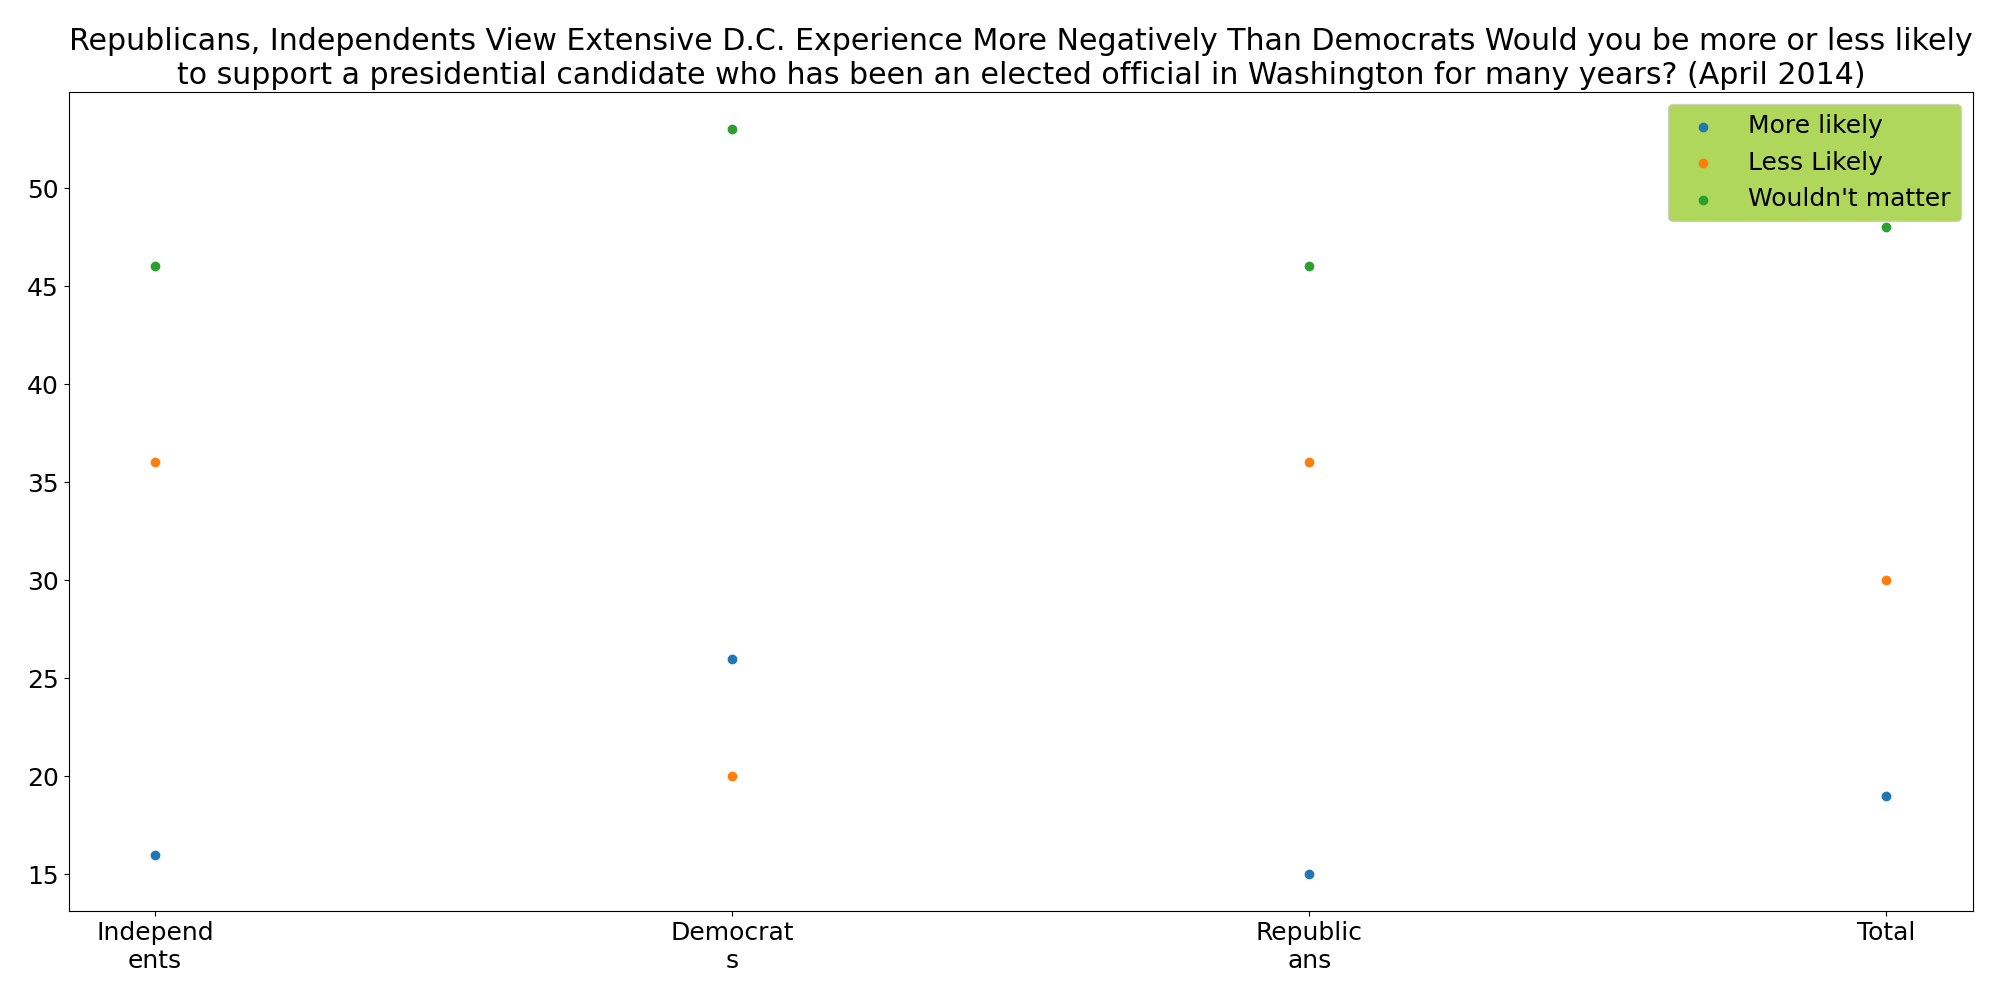 Republicans, Independents View Extensive D.C. Experience More Negatively Than Democrats Would you be more or less likely
to support a presidential candidate who has been an elected official in Washington for many years? (April 2014)
More likely
Less Likely
Wouldn't matter
50
45
40
35
30
25
20
15
Independ
ents
Democrat
s
Republic
ans
Total